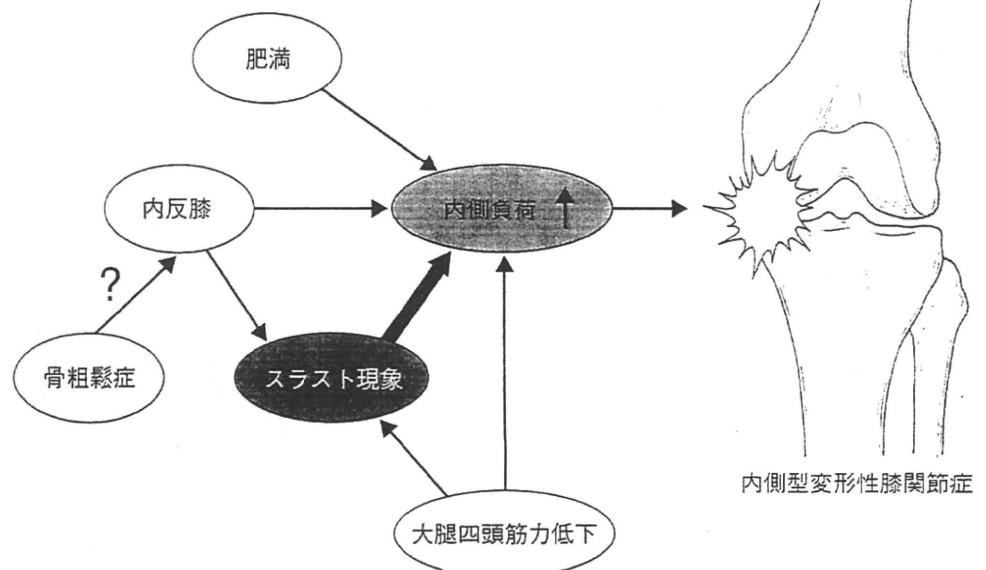 肥満
内反膝
内側負荷
?
骨粗鬆症
スラスト現象
大腿四頭筋力低下
内側型変形性膝関節症